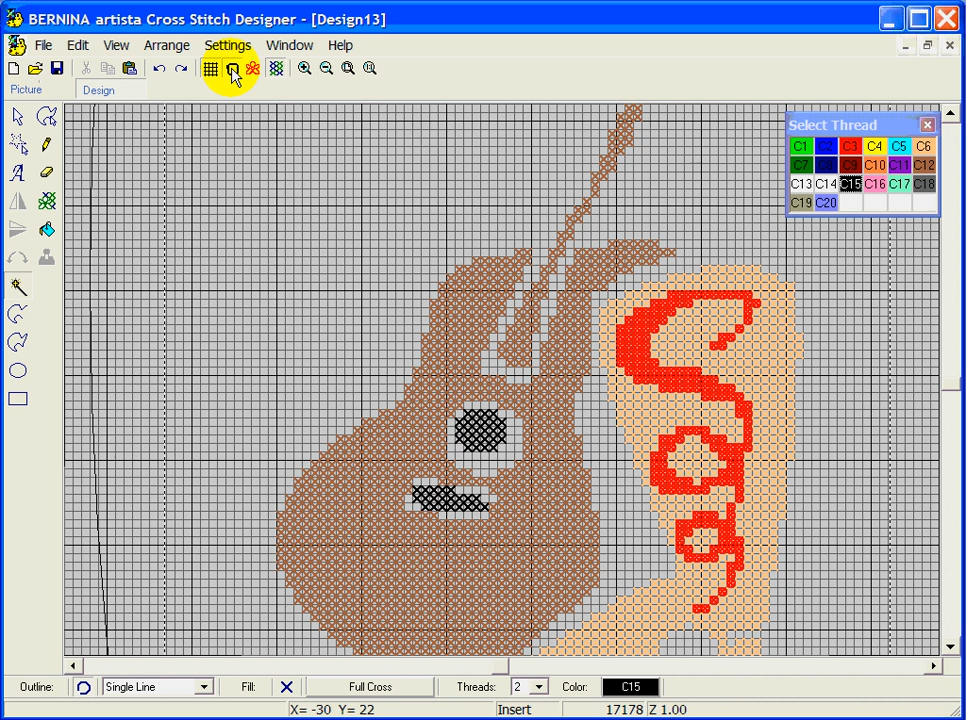 BERNINA artista Cross Stitch Designer - [Design13]
File Edit View Arrange Settings Window Help
Picture Design
Select Thread
C1 C2 C3 C4 C5 C6
C7 C8 C9 C10 C11 C12
C13 C14 C15 C16 C17 C18
C19 C20
Outline: Single Line Fill: Full Cross Threads: 2 Color: C15
X= -30 Y= 22 Insert 17178 Z 1.00